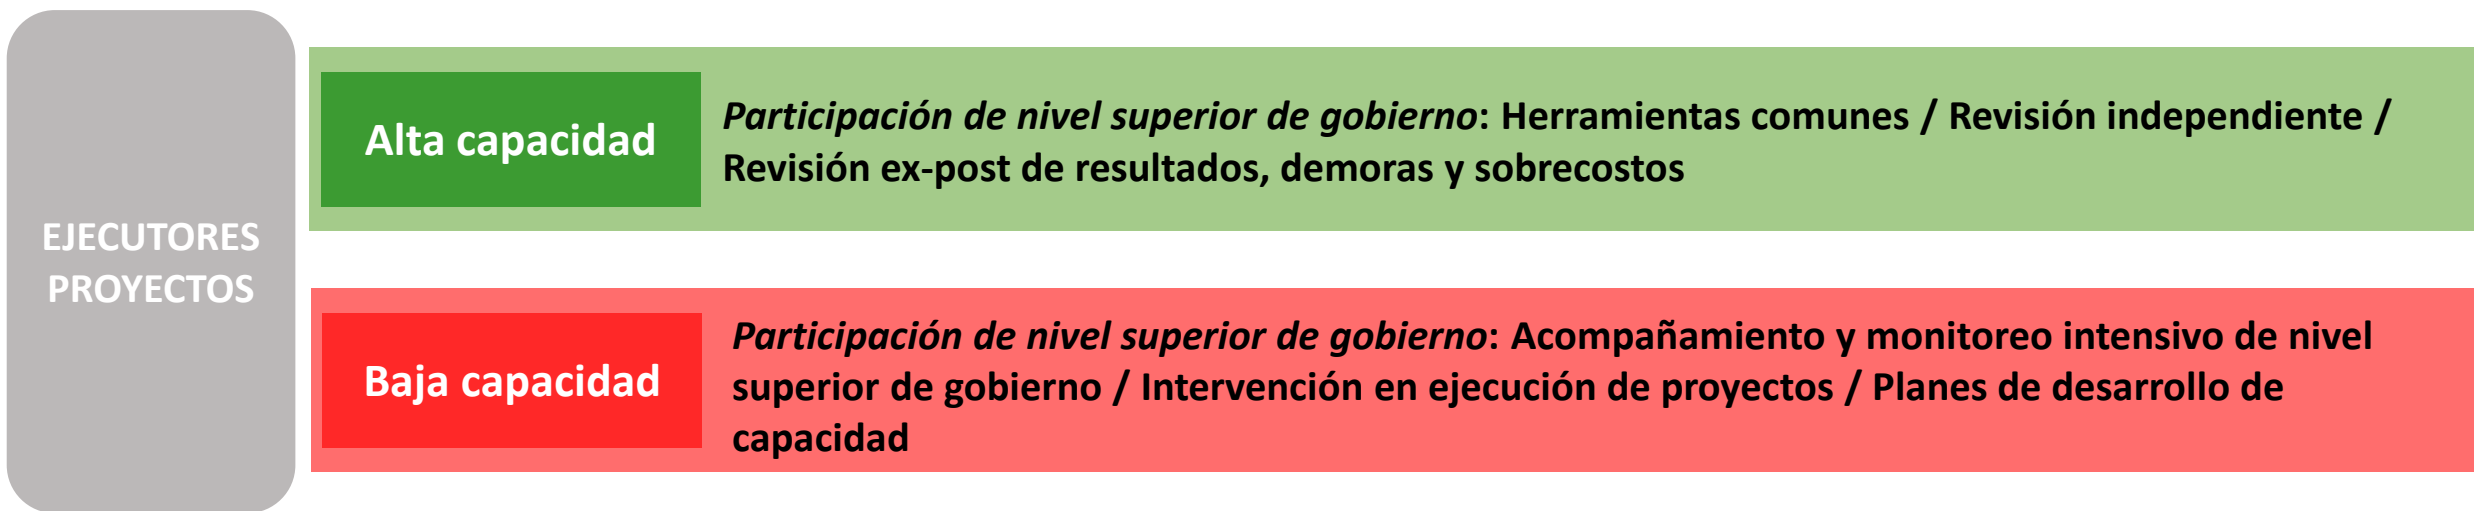 EJECUTORES
PROYECTOS
Alta capacidad
Participación de nivel superior de gobierno: Herramientas comunes / Revisión independiente /
Revisión ex-post de resultados, demoras y sobrecostos
Baja capacidad
Participación de nivel superior de gobierno: Acompañamiento y monitoreo intensivo de nivel
superior de gobierno / Intervención en ejecución de proyectos / Planes de desarrollo de
capacidad